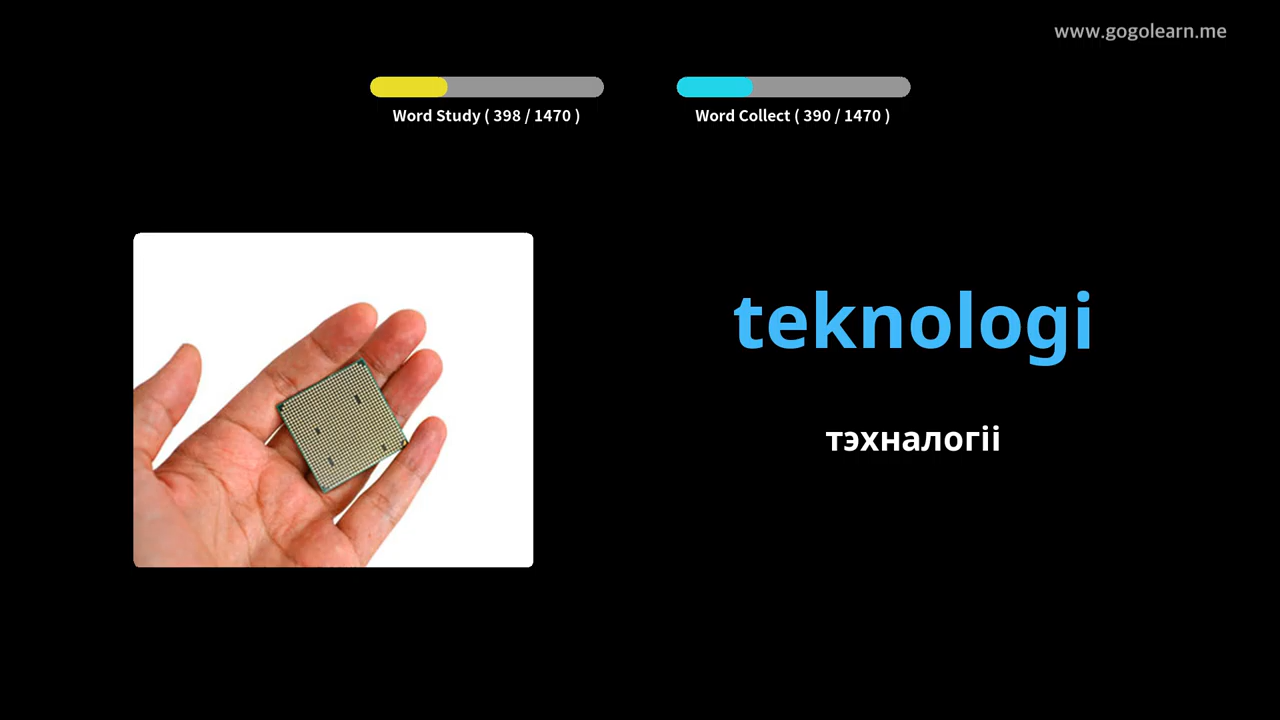 www.gogolearn.me
Word Study ( 398 / 1470 )
Word Collect ( 390 / 1470 )
teknologi
тэхналогіі